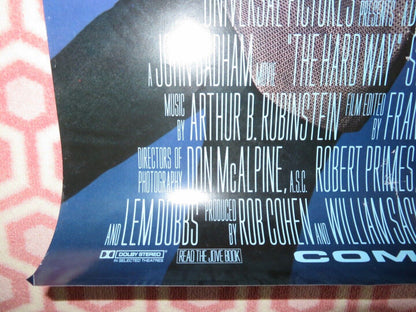 UNIVERSAL PICTURES PRESENTS
A JOHN BADHAM MOVIE "THE HARD WAY"
MUSIC BY ARTHUR B. RUBINSTEIN FILM EDITED BY FRA
DIRECTORS OF PHOTOGRAPHY DON McALPINE, A.S.C. ROBERT PRIMES
AND LEM DOBBS PRODUCED BY ROB COHEN AND WILLIAM SA
DOLBY STEREO IN SELECTED THEATRES READ THE JOVE BOOK COM